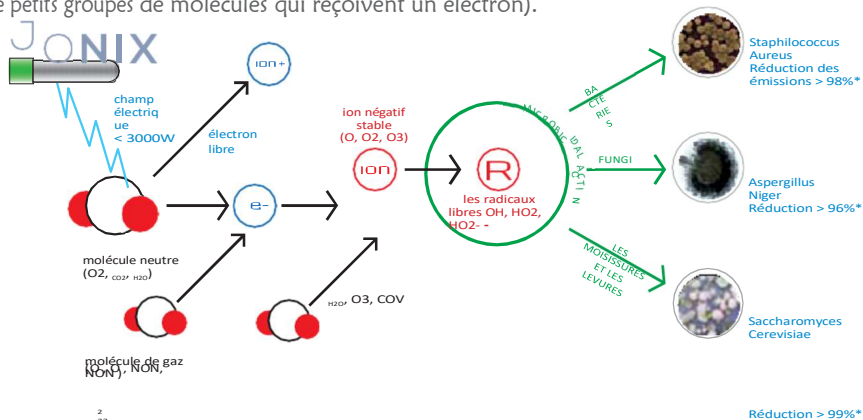 petits groupes de molécules qui reçoivent un électron).
JONIX
champ
électriq
ue
< 3000W
ion+
électron
libre
ion négatif
stable
(O, O2, O3)
ion
e-
R
les radicaux
libres OH, HO2,
HO2- -
MICROBICIDAL ACTI
N
BA
CTÉ
RIE
S
FUNGI
LES
MOISISSURES
ET LES
LEVURES
Staphilococcus
Aureus
Réduction des
émissions > 98%*
Aspergillus
Niger
Réduction > 96%*
Saccharomyces
Cerevisiae
Réduction > 99%*
molécule neutre
(O2, CO2, H2O)
H2O, O3, COV
molécule de gaz
NON,
NON )
2